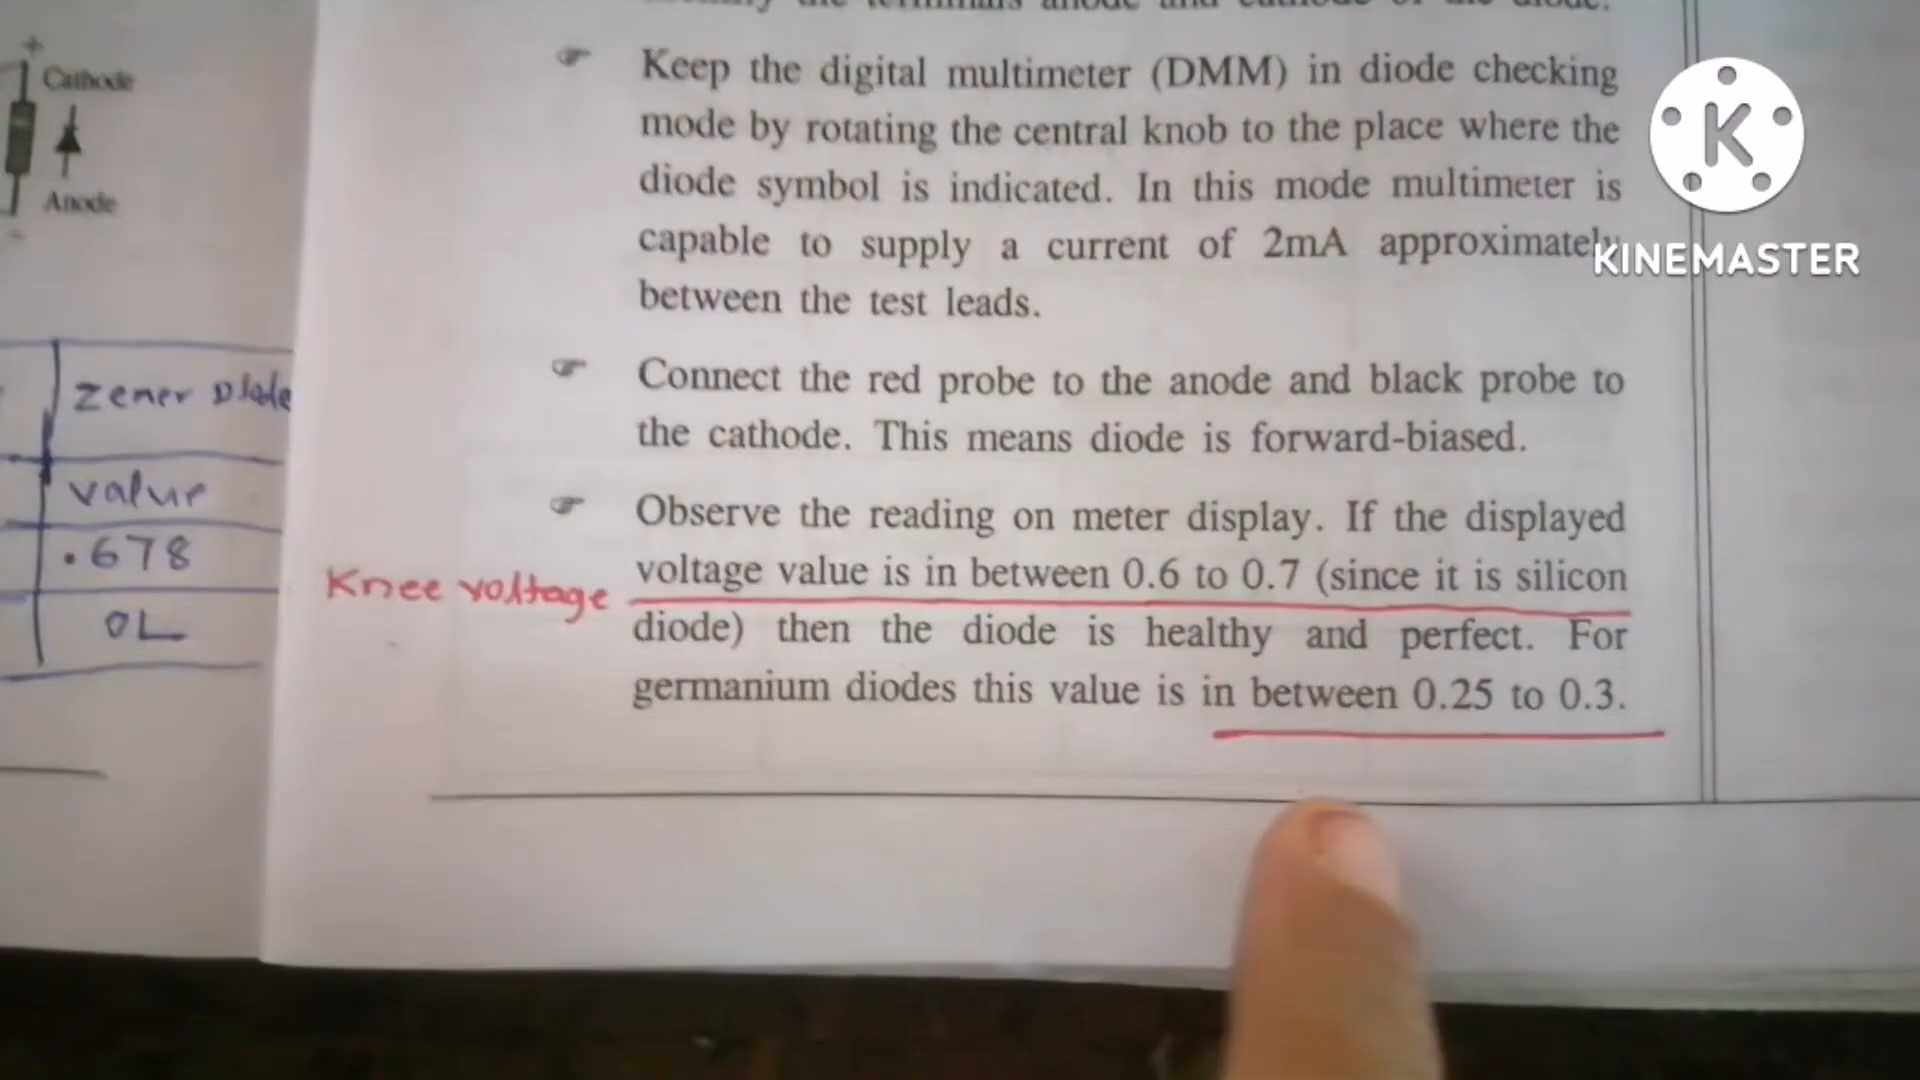 Cathode
Anode
zener Diode
value
.678
OL
Keep the digital multimeter (DMM) in diode checking
mode by rotating the central knob to the place where the
diode symbol is indicated. In this mode multimeter is
capable to supply a current of 2mA approximately
between the test leads.
Connect the red probe to the anode and black probe to
the cathode. This means diode is forward-biased.
Observe the reading on meter display. If the displayed
voltage value is in between 0.6 to 0.7 (since it is silicon
Knee voltage
diode) then the diode is healthy and perfect. For
germanium diodes this value is in between 0.25 to 0.3.
K
KINEMASTER